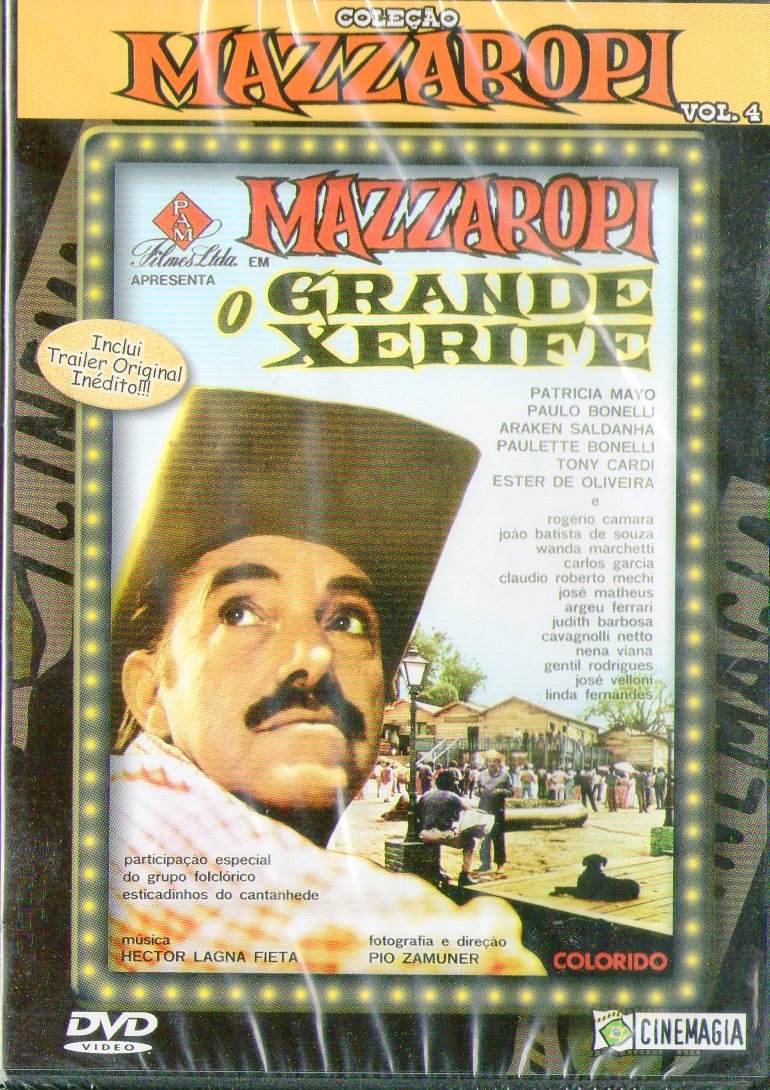 COLEÇÃO
MAZZAROPI
VOL. 4
PAM
Filmes Ltda.
APRESENTA
EM
MAZZAROPI
O GRANDE
XERIFE
Inclui
Trailer Original
Inédito!!!
PATRICIA MAYO
PAULO BONELLI
ARAKEN SALDANHA
PAULETTE BONELLI
TONY CARDI
ESTER DE OLIVEIRA
e
rogério camara
joão batista de souza
wanda marchetti
carlos garcia
claudio roberto mechi
josé matheus
argeu ferrari
judith barbosa
cavagnolli netto
nena viana
gentil rodrigues
josé velloni
linda fernandes
participação especial
do grupo folclórico
esticadinhos do cantanhede
música
HECTOR LAGNA FIETA
fotografia e direção
PIO ZAMUNER
COLORIDO
DVD
VIDEO
CINEMAGIA